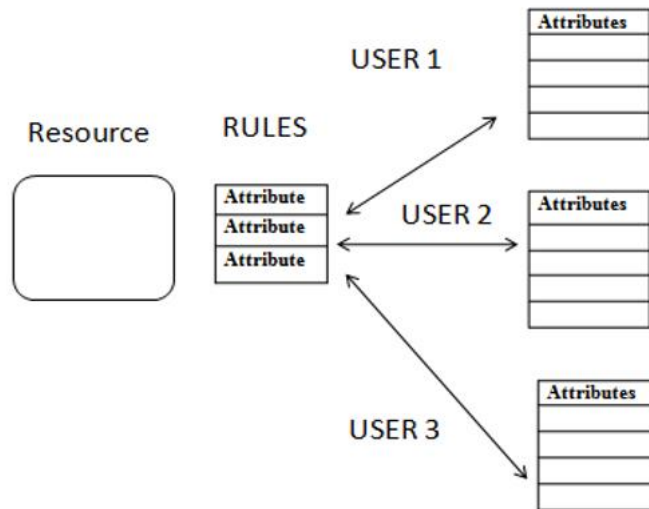 Resource
RULES
Attribute
Attribute
Attribute
USER 1
Attributes
USER 2
Attributes
USER 3
Attributes